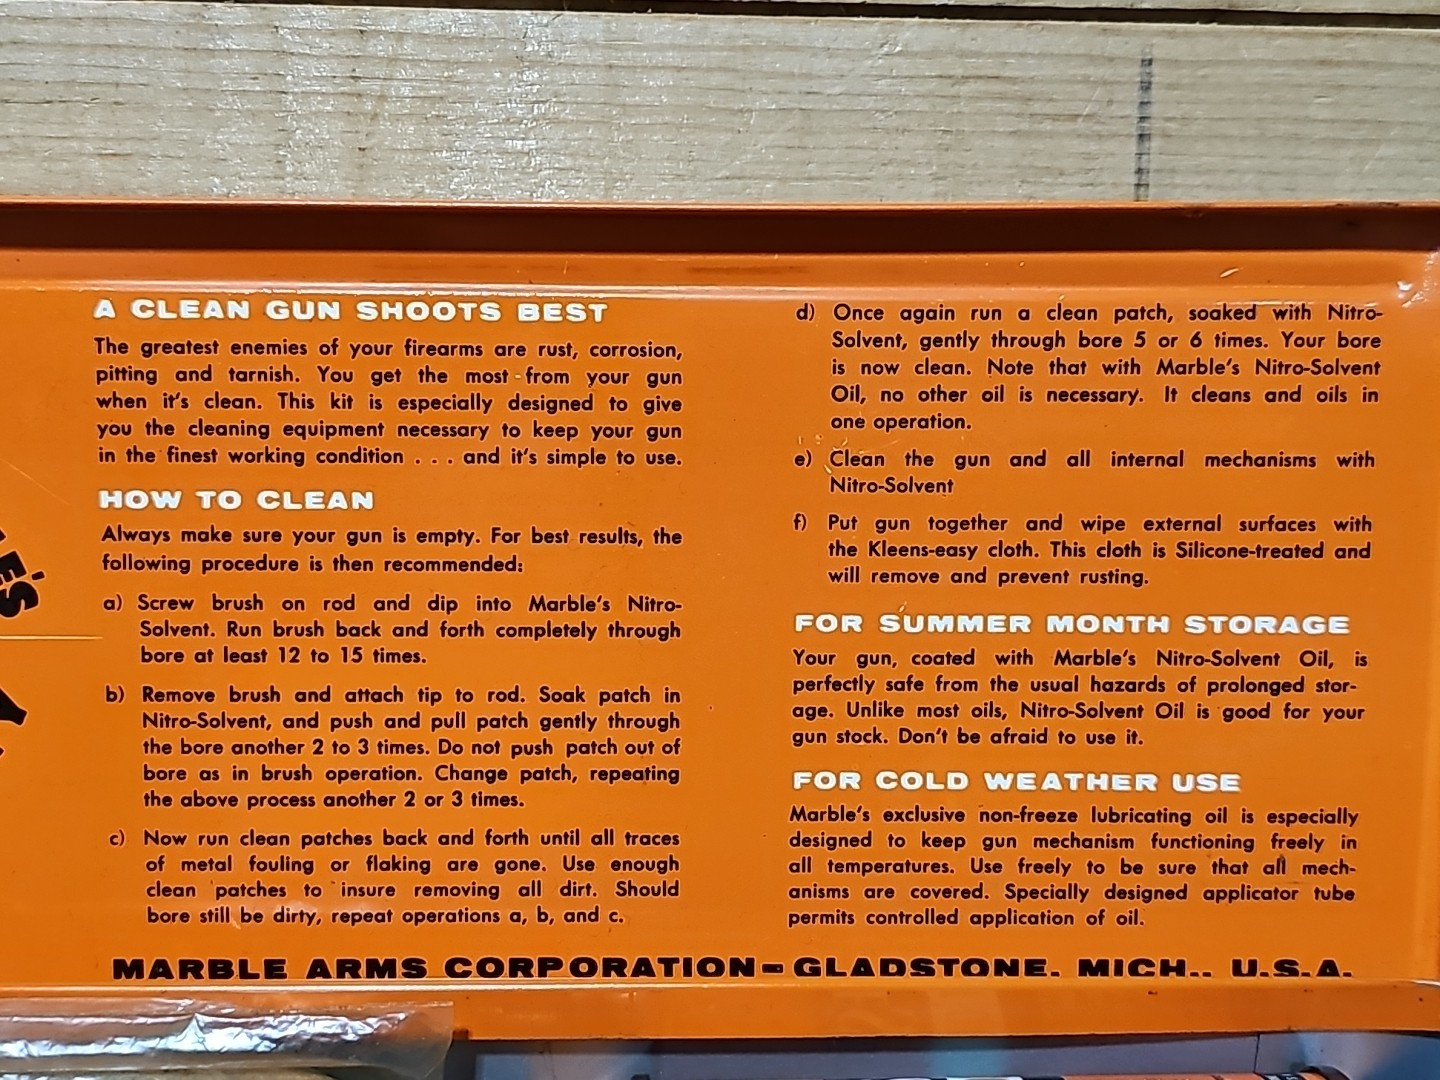 A CLEAN GUN SHOOTS BEST
The greatest enemies of your firearms are rust, corrosion,
pitting and tarnish. You get the most from your gun
when it's clean. This kit is especially designed to give
you the cleaning equipment necessary to keep your gun
in the finest working condition . . . and it's simple to use.
HOW TO CLEAN
Always make sure your gun is empty. For best results, the
following procedure is then recommended:
a) Screw brush on rod and dip into Marble's Nitro-
Solvent. Run brush back and forth completely through
bore at least 12 to 15 times.
b) Remove brush and attach tip to rod. Soak patch in
Nitro-Solvent, and push and pull patch gently through
the bore another 2 to 3 times. Do not push patch out of
bore as in brush operation. Change patch, repeating
the above process another 2 or 3 times.
c) Now run clean patches back and forth until all traces
of metal fouling or flaking are gone. Use enough
clean patches to insure removing all dirt. Should
bore still be dirty, repeat operations a, b, and c.
d) Once again run a clean patch, soaked with Nitro-
Solvent, gently through bore 5 or 6 times. Your bore
is now clean. Note that with Marble's Nitro-Solvent
Oil, no other oil is necessary. It cleans and oils in
one operation.
e) Clean the gun and all internal mechanisms with
Nitro-Solvent
f) Put gun together and wipe external surfaces with
the Kleens-easy cloth. This cloth is Silicone-treated and
will remove and prevent rusting.
FOR SUMMER MONTH STORAGE
Your gun, coated with Marble's Nitro-Solvent Oil, is
perfectly safe from the usual hazards of prolonged stor-
age. Unlike most oils, Nitro-Solvent Oil is good for your
gun stock. Don't be afraid to use it.
FOR COLD WEATHER USE
Marble's exclusive non-freeze lubricating oil is especially
designed to keep gun mechanism functioning freely in
all temperatures. Use freely to be sure that all mech-
anisms are covered. Specially designed applicator tube
permits controlled application of oil.
MARBLE ARMS CORPORATION—GLADSTONE, MICH., U.S.A.